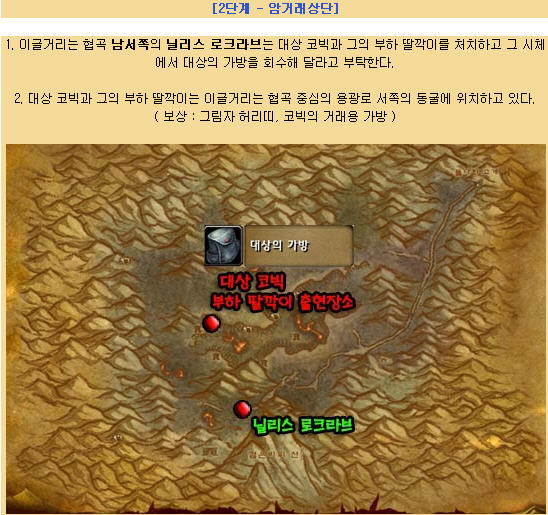 [2단계 - 암거래상단]
1. 이글거리는 협곡 남서쪽의 닐리스 로크라브는 대상 코빅과 그의 부하 딸깍이를 처치하고 그 시체
에서 대상의 가방을 회수해 달라고 부탁한다.
2. 대상 코빅과 그의 부하 딸깍이는 이글거리는 협곡 중심의 용광로 서쪽의 동굴에 위치하고 있다.
( 보상 : 그림자 허리띠, 코빅의 거래용 가방 )
대상의 가방
대상 코빅
부하 딸깍이 출현장소
닐리스 로크라브
검은바위 산